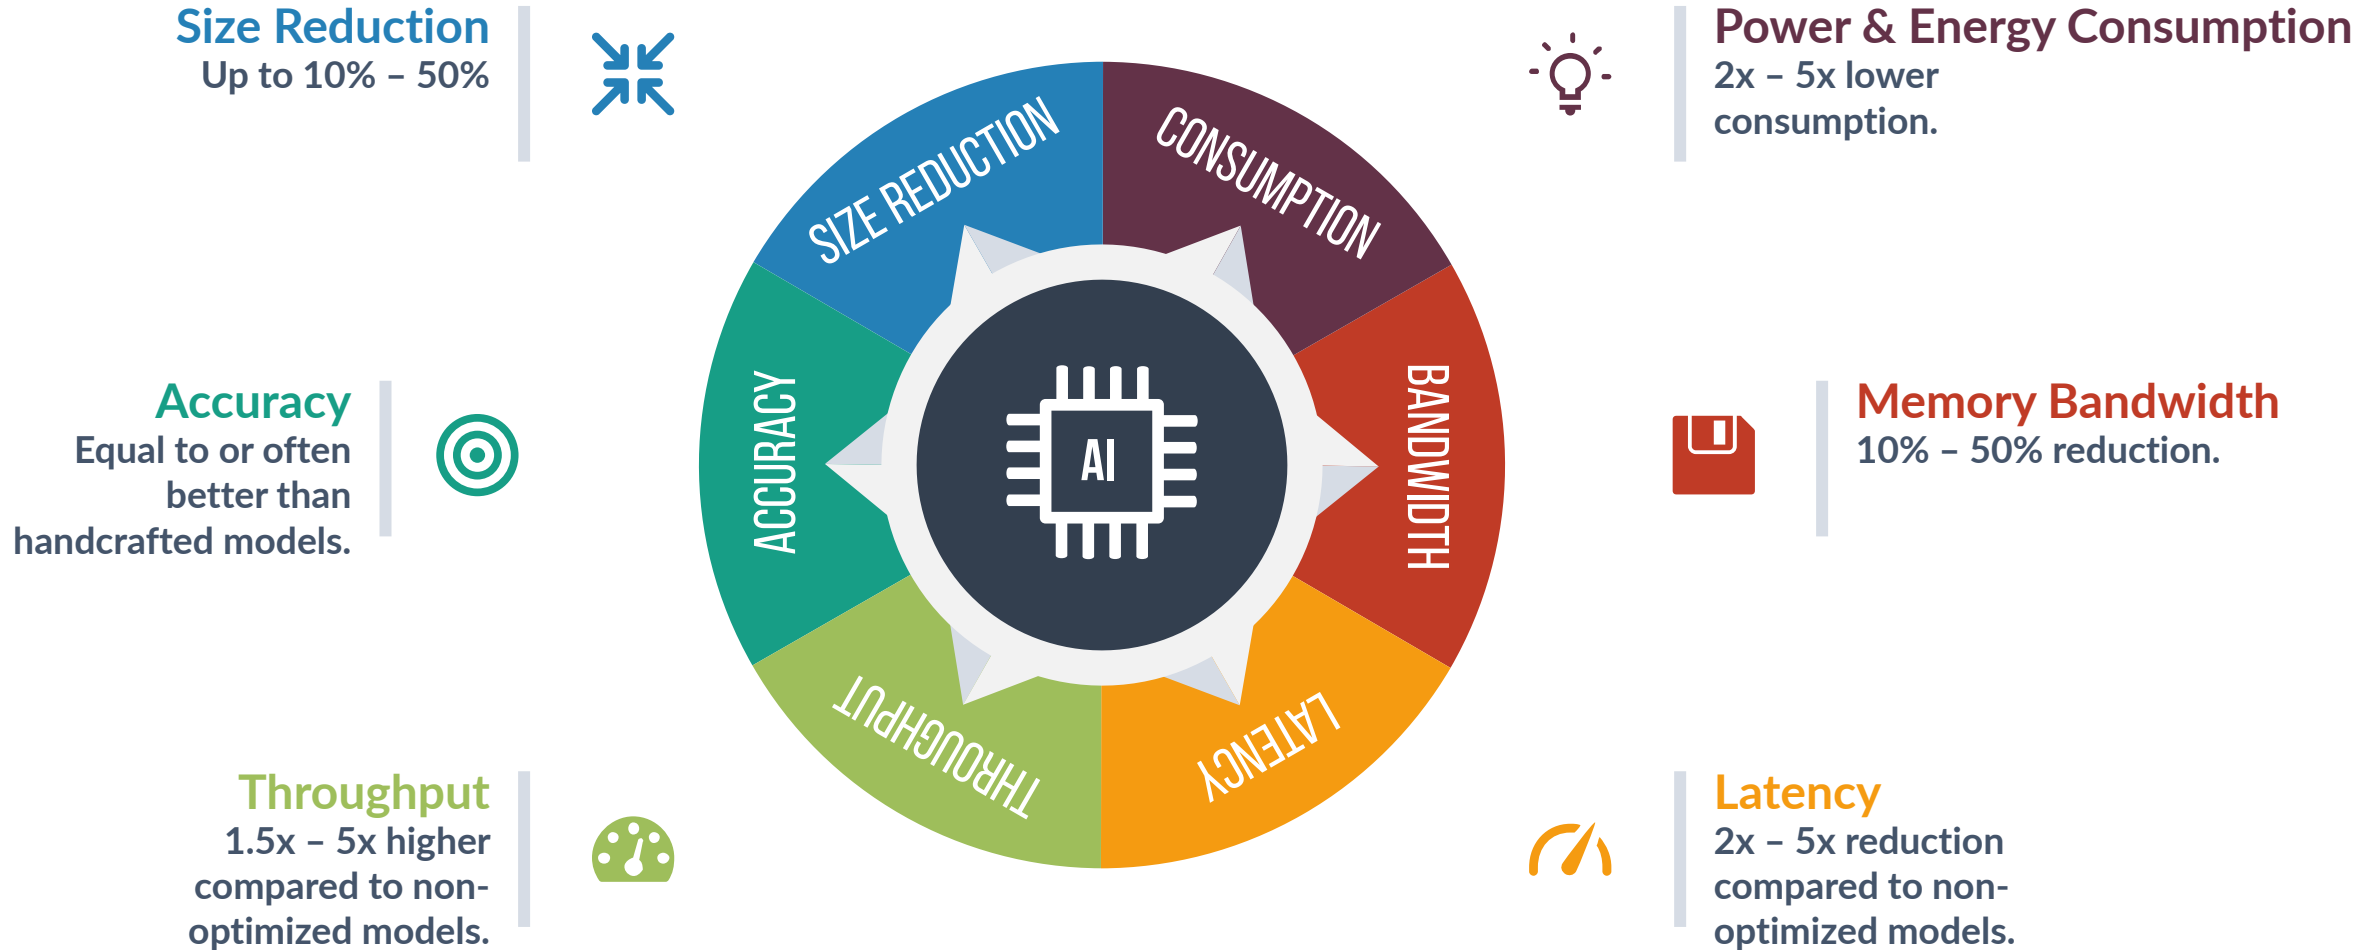 Size Reduction
Up to 10% – 50%
Power & Energy Consumption
2x – 5x lower
consumption.
SIZE REDUCTION
CONSUMPTION
Accuracy
Equal to or often
better than
handcrafted models.
ACCURACY
AI
BANDWIDTH
Memory Bandwidth
10% – 50% reduction.
THROUGHPUT
LATENCY
Throughput
1.5x – 5x higher
compared to non-
optimized models.
Latency
2x – 5x reduction
compared to non-
optimized models.